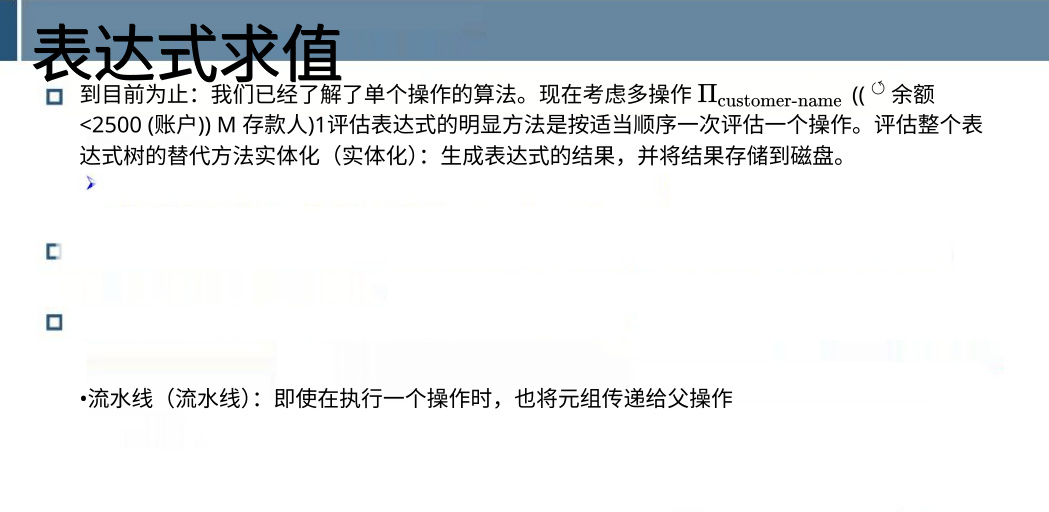 表达式求值
到目前为止：我们已经了解了单个操作的算法。现在考虑多操作 Π_customer-name (( ↺ 余额
<2500 (账户)) M 存款人)1评估表达式的明显方法是按适当顺序一次评估一个操作。评估整个表
达式树的替代方法实体化（实体化）：生成表达式的结果，并将结果存储到磁盘。
•流水线（流水线）：即使在执行一个操作时，也将元组传递给父操作